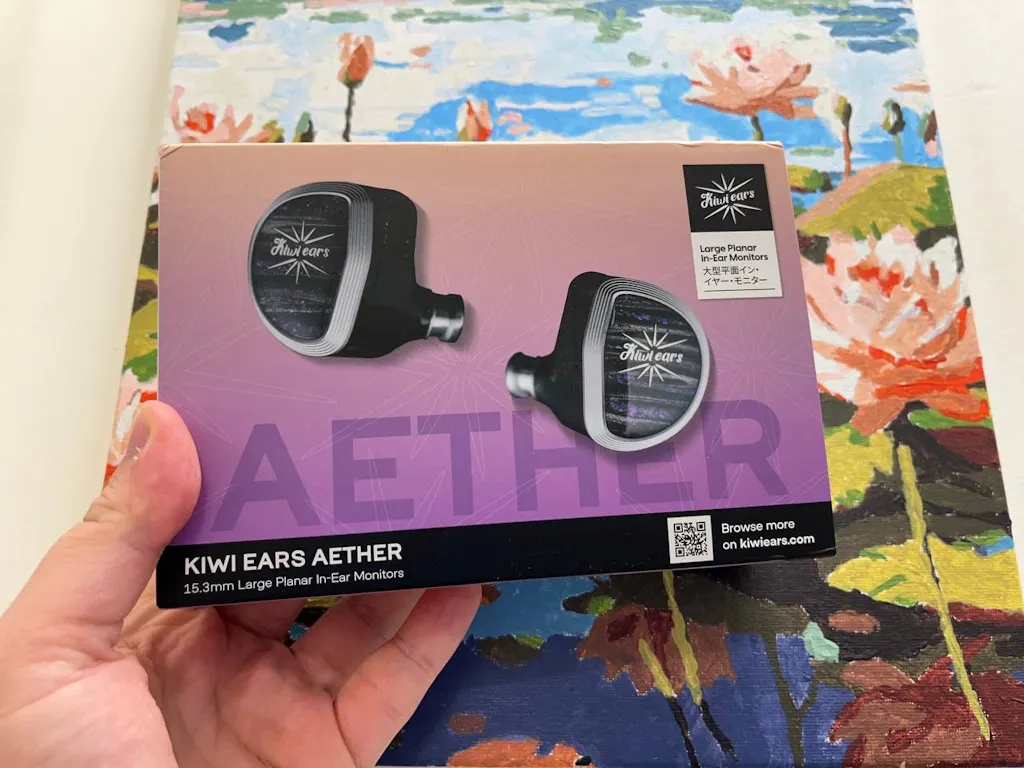 Kiwi ears
Kiwi ears
Kiwi ears
Large Planar
In-Ear Monitors
大型平面イン・
イヤー・モニター
AETHER
KIWI EARS AETHER
15.3mm Large Planar In-Ear Monitors
Browse more
on kiwiears.com